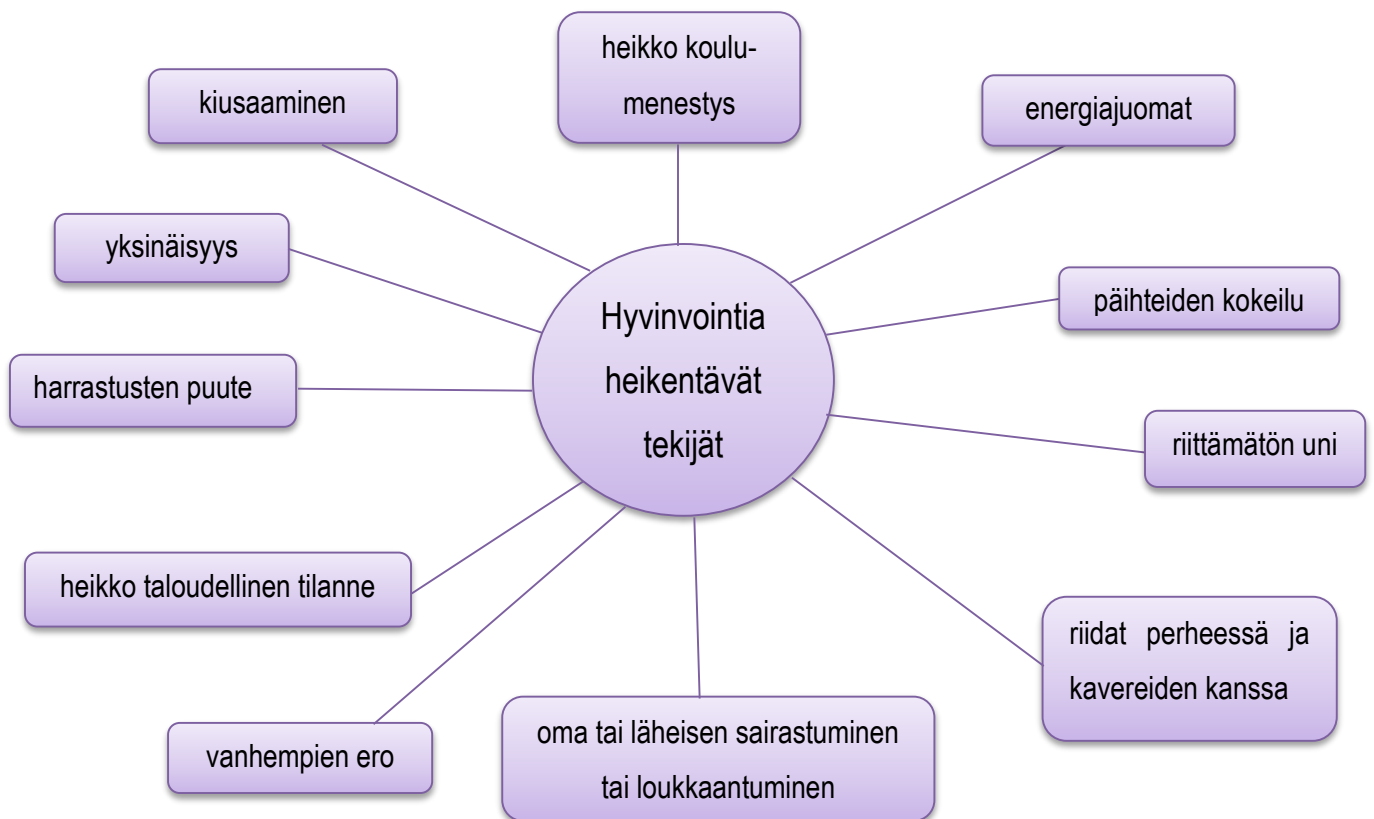 heikko koulu-
menestys
kiusaaminen
energiajuomat
yksinäisyys
päihteiden kokeilu
Hyvinvointia
heikentävät
tekijät
harrastusten puute
riittämätön uni
heikko taloudellinen tilanne
riidat perheessä ja
kavereiden kanssa
vanhempien ero
oma tai läheisen sairastuminen
tai loukkaantuminen